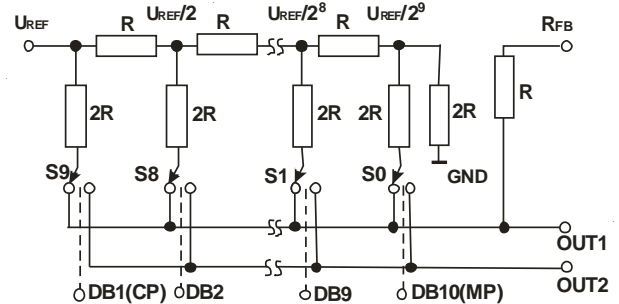 UREF R UREF/2 R UREF/2⁸ R UREF/2⁹ RFB
2R 2R 2R 2R 2R R
S9 S8 S1 S0 GND
OUT1
OUT2
DB1(CP) DB2 DB9 DB10(MP)